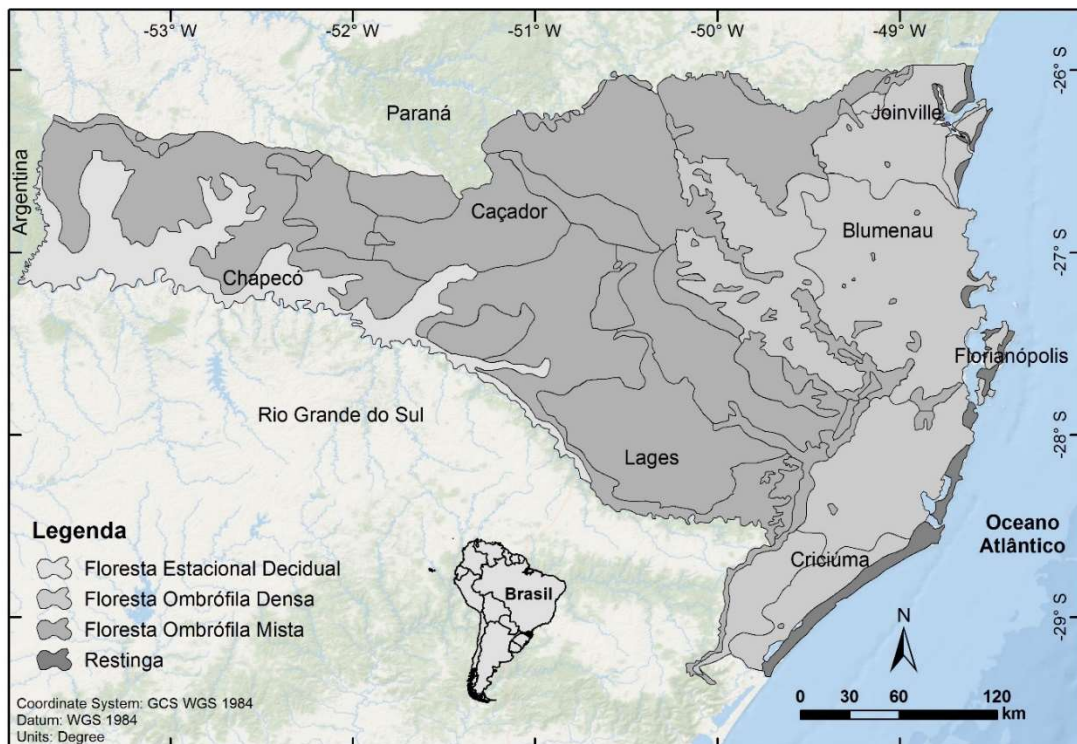 -53° W
-52° W
-51° W
-50° W
-49° W
-26° S
Paraná
Joinville
Argentina
Caçador
Blumenau
-27° S
Chapecó
Florianópolis
Rio Grande do Sul
-28° S
Lages
Legenda
Floresta Estacional Decidual
Floresta Ombrófila Densa
Floresta Ombrófila Mista
Restinga
Brasil
Oceano
Atlântico
Criciúma
-29° S
N
0 30 60 120
km
Coordinate System: GCS WGS 1984
Datum: WGS 1984
Units: Degree